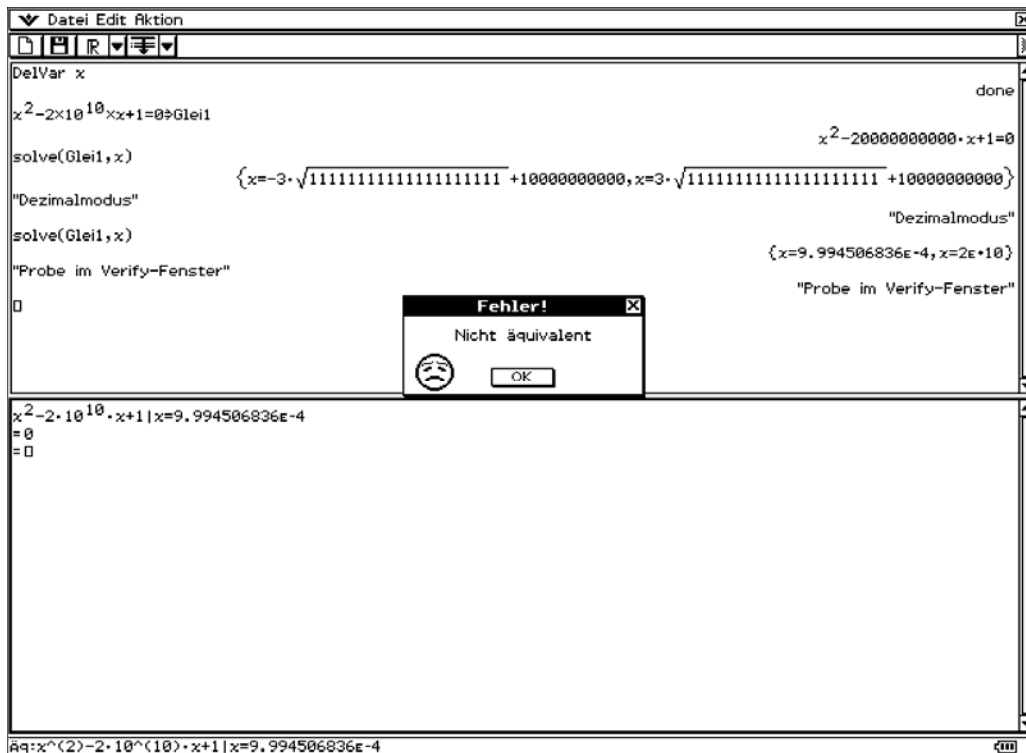 Datei Edit Aktion
DelVar x
done
x²-2×10¹⁰×x+1=0⇒Glei1
x²-20000000000·x+1=0
solve(Glei1,x)
{x=-3·√11111111111111111111 +10000000000,x=3·√11111111111111111111 +10000000000}
"Dezimalmodus"
"Dezimalmodus"
solve(Glei1,x)
{x=9.994506836ᴇ-4,x=2ᴇ+10}
"Probe im Verify-Fenster"
"Probe im Verify-Fenster"
Fehler!
Nicht äquivalent
OK
x²-2·10¹⁰·x+1|x=9.994506836ᴇ-4
=0
=
äq:x^(2)-2·10^(10)·x+1|x=9.994506836ᴇ-4